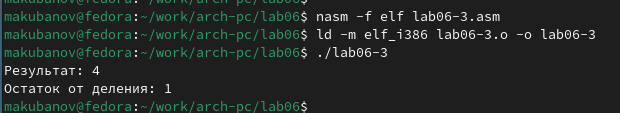 makubanov@fedora:~/work/arch-pc/lab06$ nasm -f elf lab06-3.asm
makubanov@fedora:~/work/arch-pc/lab06$ ld -m elf_i386 lab06-3.o -o lab06-3
makubanov@fedora:~/work/arch-pc/lab06$ ./lab06-3
Результат: 4
Остаток от деления: 1
makubanov@fedora:~/work/arch-pc/lab06$